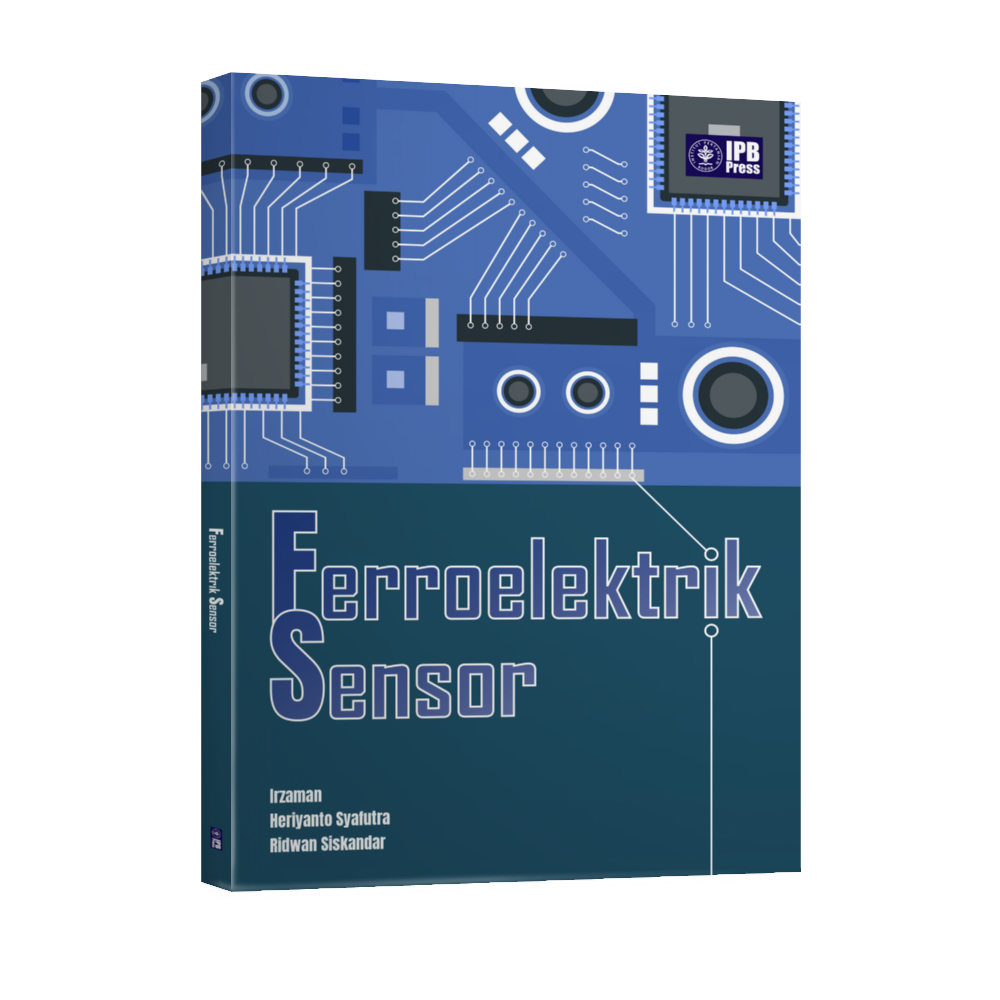 IPB
Press
Ferroelektrik
Sensor
Irzaman
Heriyanto Syafutra
Ridwan Siskandar
Ferroelektrik Sensor